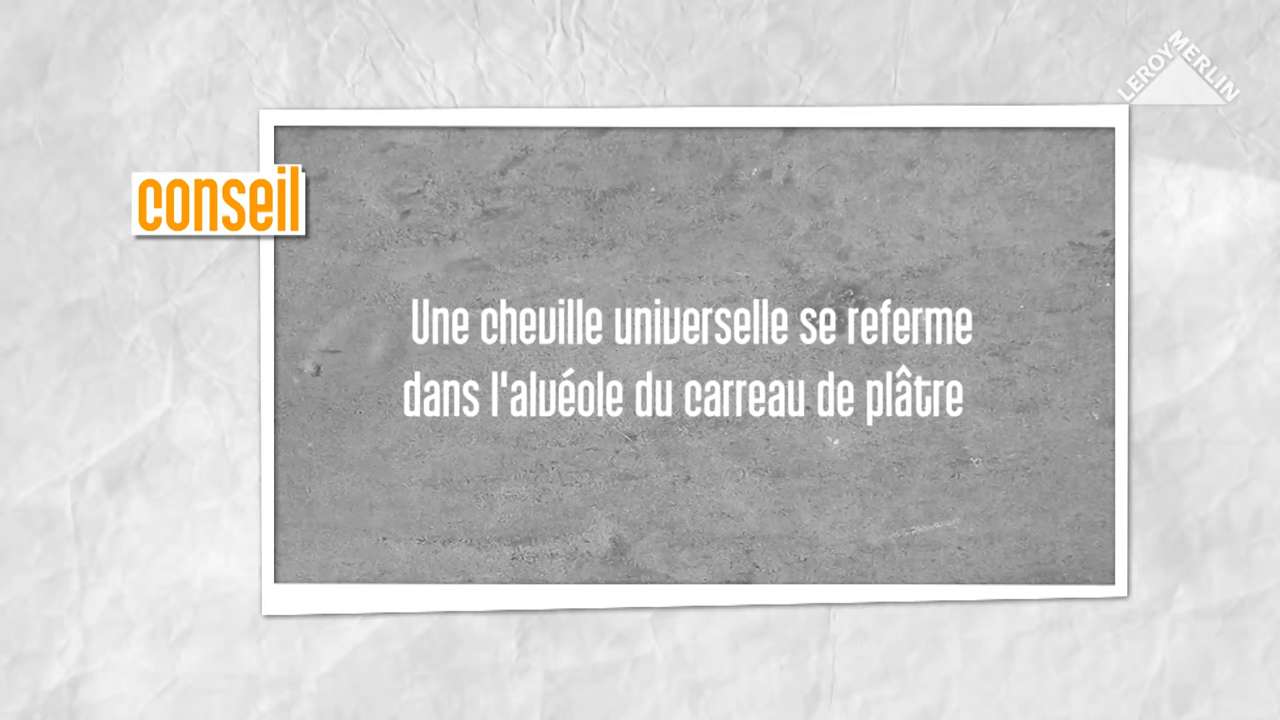 LEROY MERLIN
conseil
Une cheville universelle se referme
dans l'alvéole du carreau de plâtre